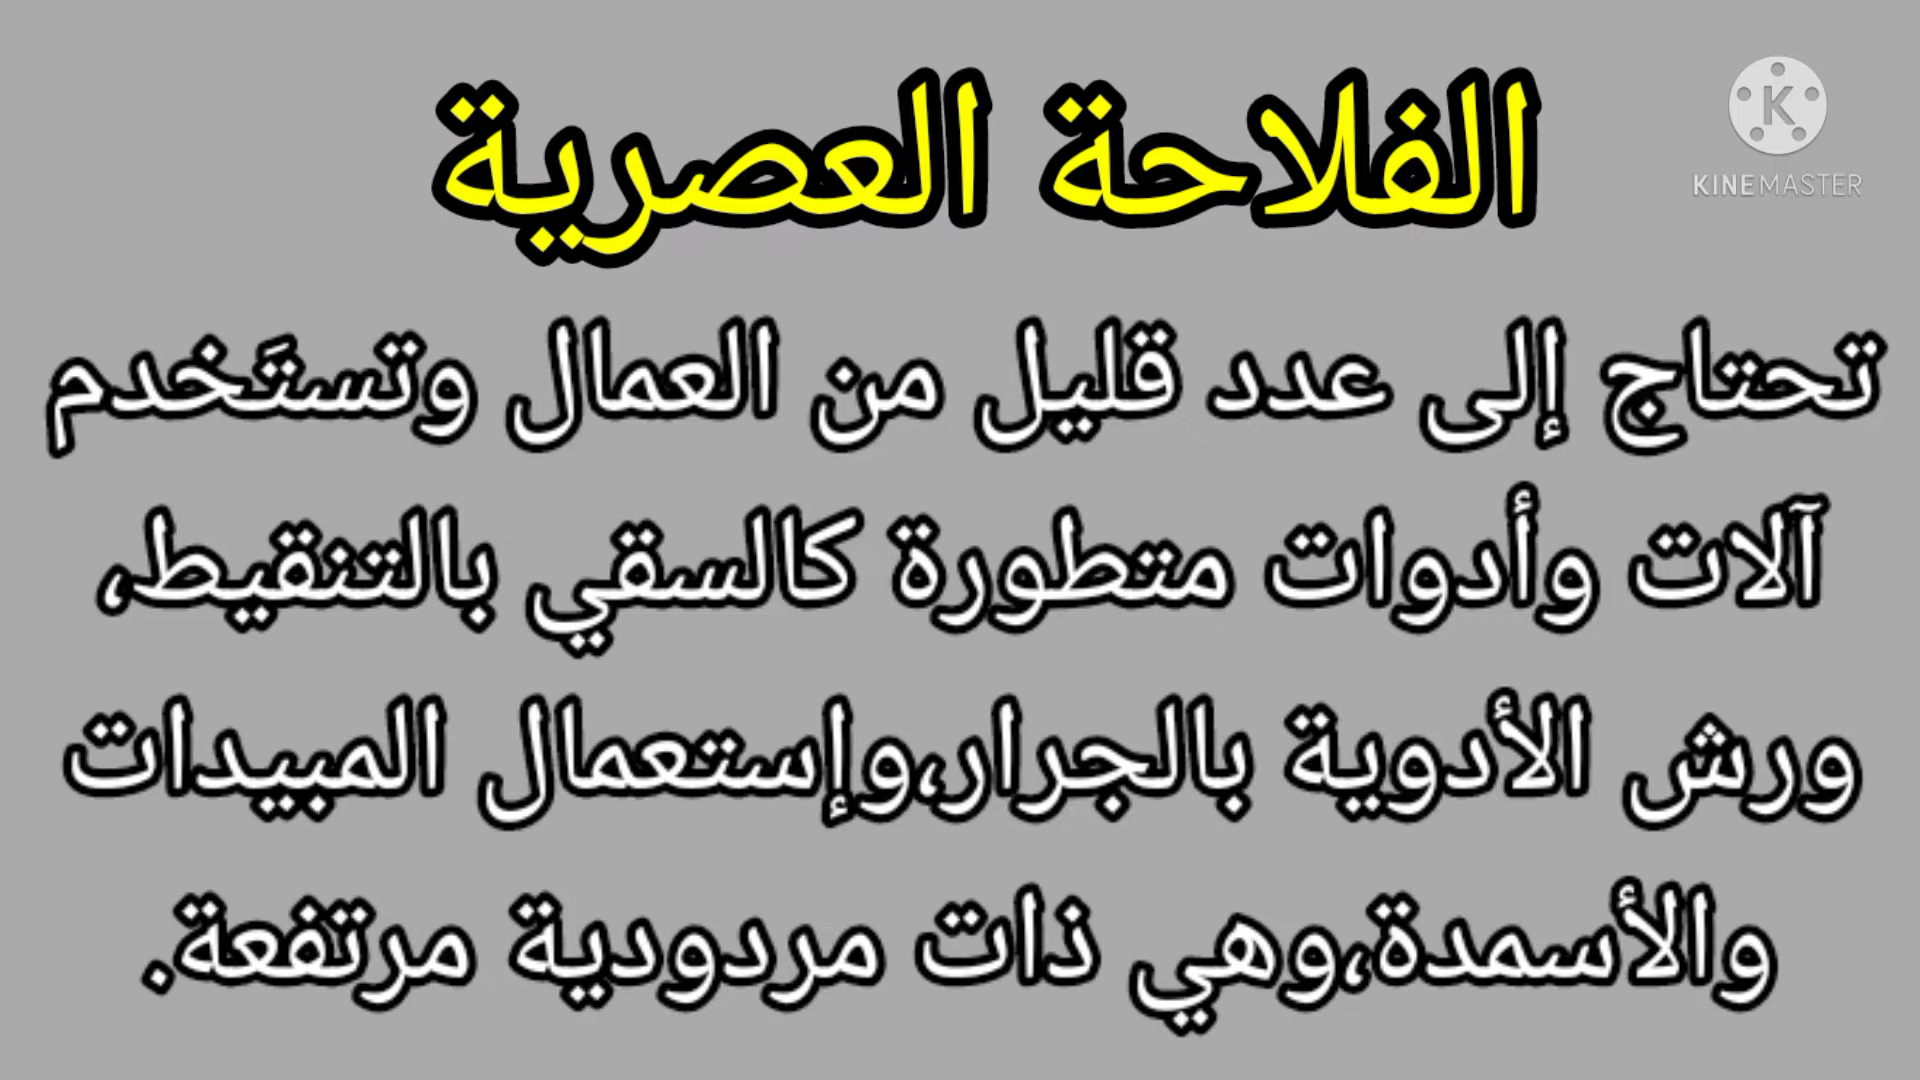 الفلاحة العصرية
K
KINEMASTER
تحتاج إلى عدد قليل من العمال وتستَخدم
آلات وأدوات متطورة كالسقي بالتنقيط،
ورش الأدوية بالجرار،وإستعمال المبيدات
والأسمدة،وهي ذات مردودية مرتفعة.